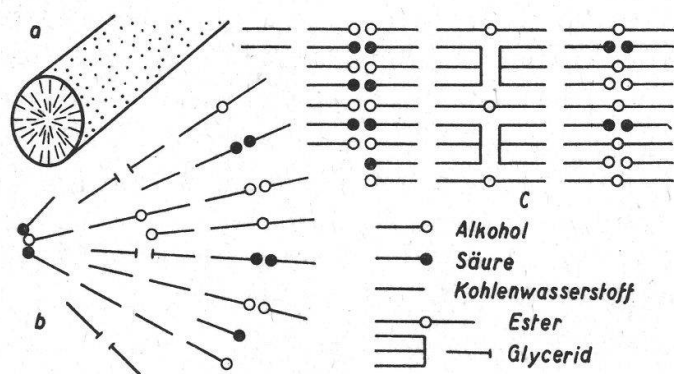 a
b
c
Alkohol
Säure
Kohlenwasserstoff
Ester
Glycerid